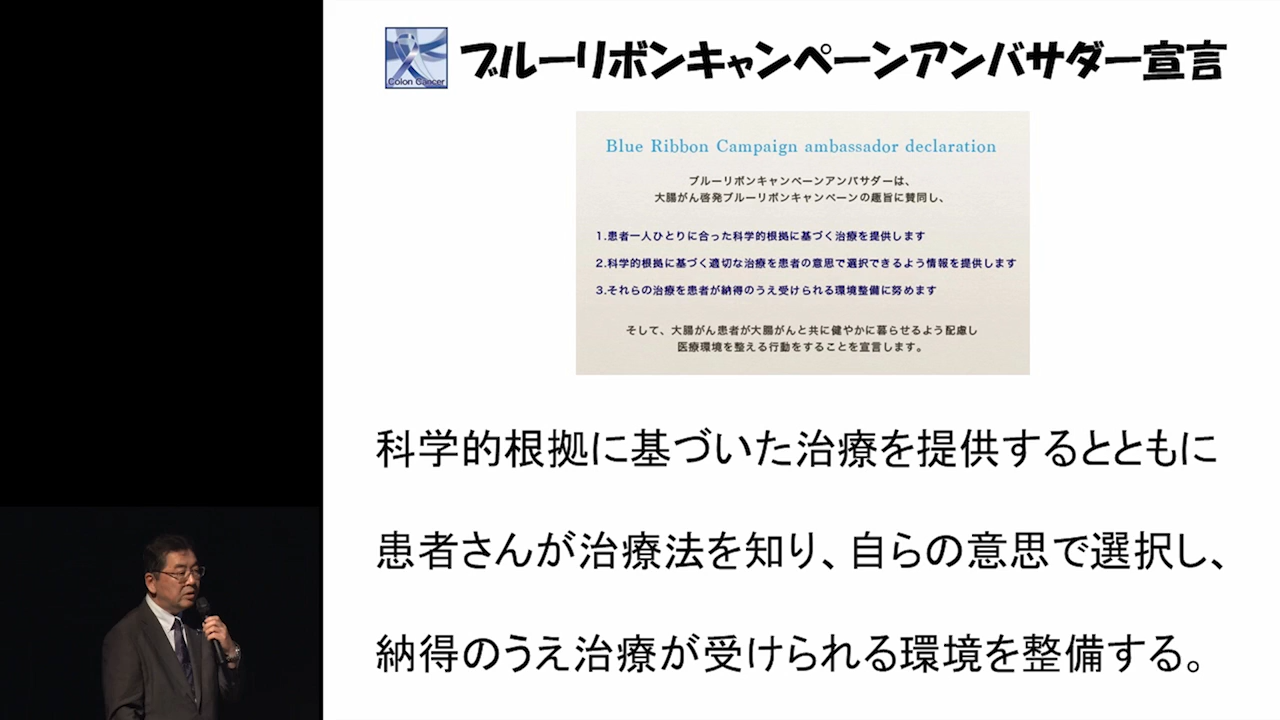 Colon Cancer
ブルーリボンキャンペーンアンバサダー宣言
Blue Ribbon Campaign ambassador declaration
ブルーリボンキャンペーンアンバサダーは、
大腸がん啓発ブルーリボンキャンペーンの趣旨に賛同し、
1.患者一人ひとりに合った科学的根拠に基づく治療を提供します
2.科学的根拠に基づく適切な治療を患者の意思で選択できるよう情報を提供します
3.それらの治療を患者が納得のうえ受けられる環境整備に努めます
そして、大腸がん患者が大腸がんと共に健やかに暮らせるよう配慮し
医療環境を整える行動をすることを宣言します。
科学的根拠に基づいた治療を提供するとともに
患者さんが治療法を知り、自らの意思で選択し、
納得のうえ治療が受けられる環境を整備する。